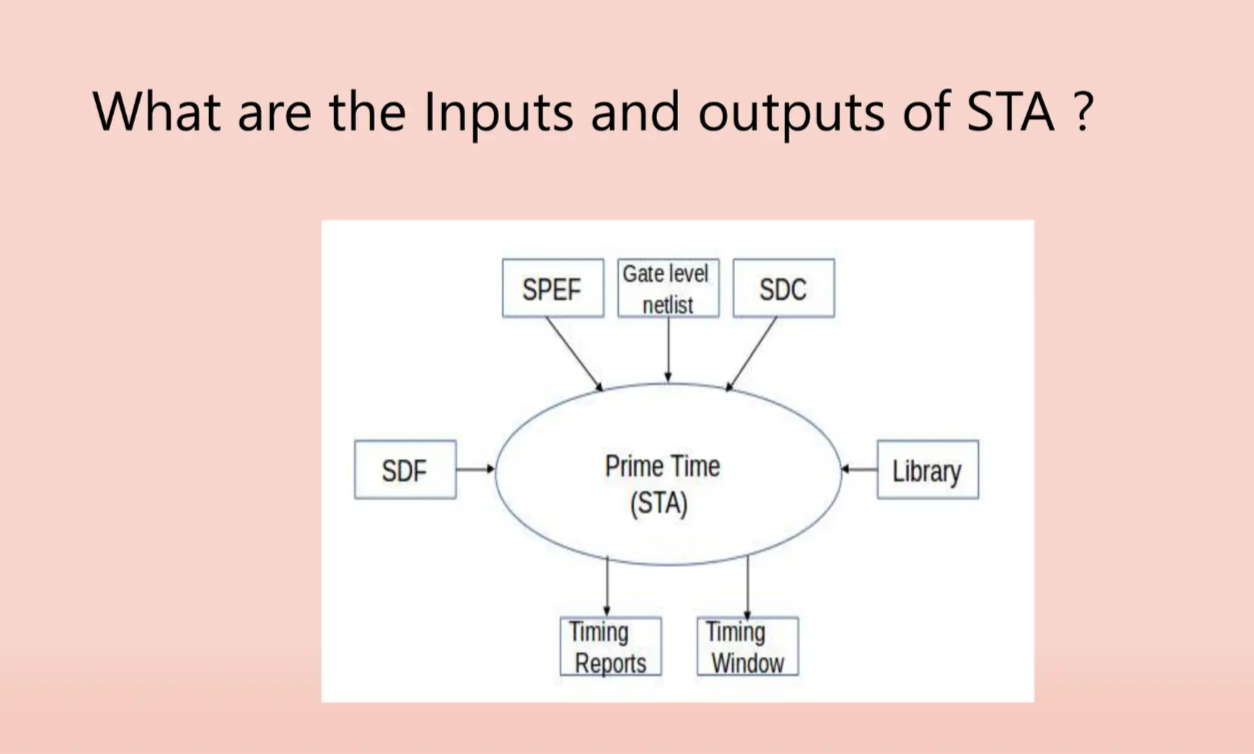 What are the Inputs and outputs of STA ?
SPEF
Gate level
netlist
SDC
SDF
Prime Time
(STA)
Library
Timing
Reports
Timing
Window